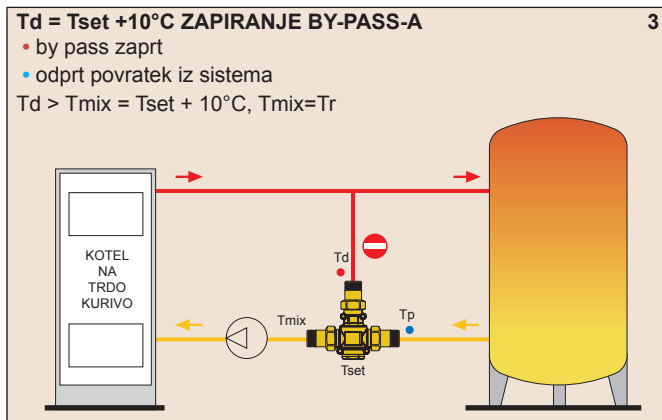 Td = Tset +10°C ZAPIRANJE BY-PASS-A 3
• by pass zaprt
• odprt povratek iz sistema
Td > Tmix = Tset + 10°C, Tmix=Tr
KOTEL
NA
TRDO
KURIVO
Td
Tmix
Tp
Tset